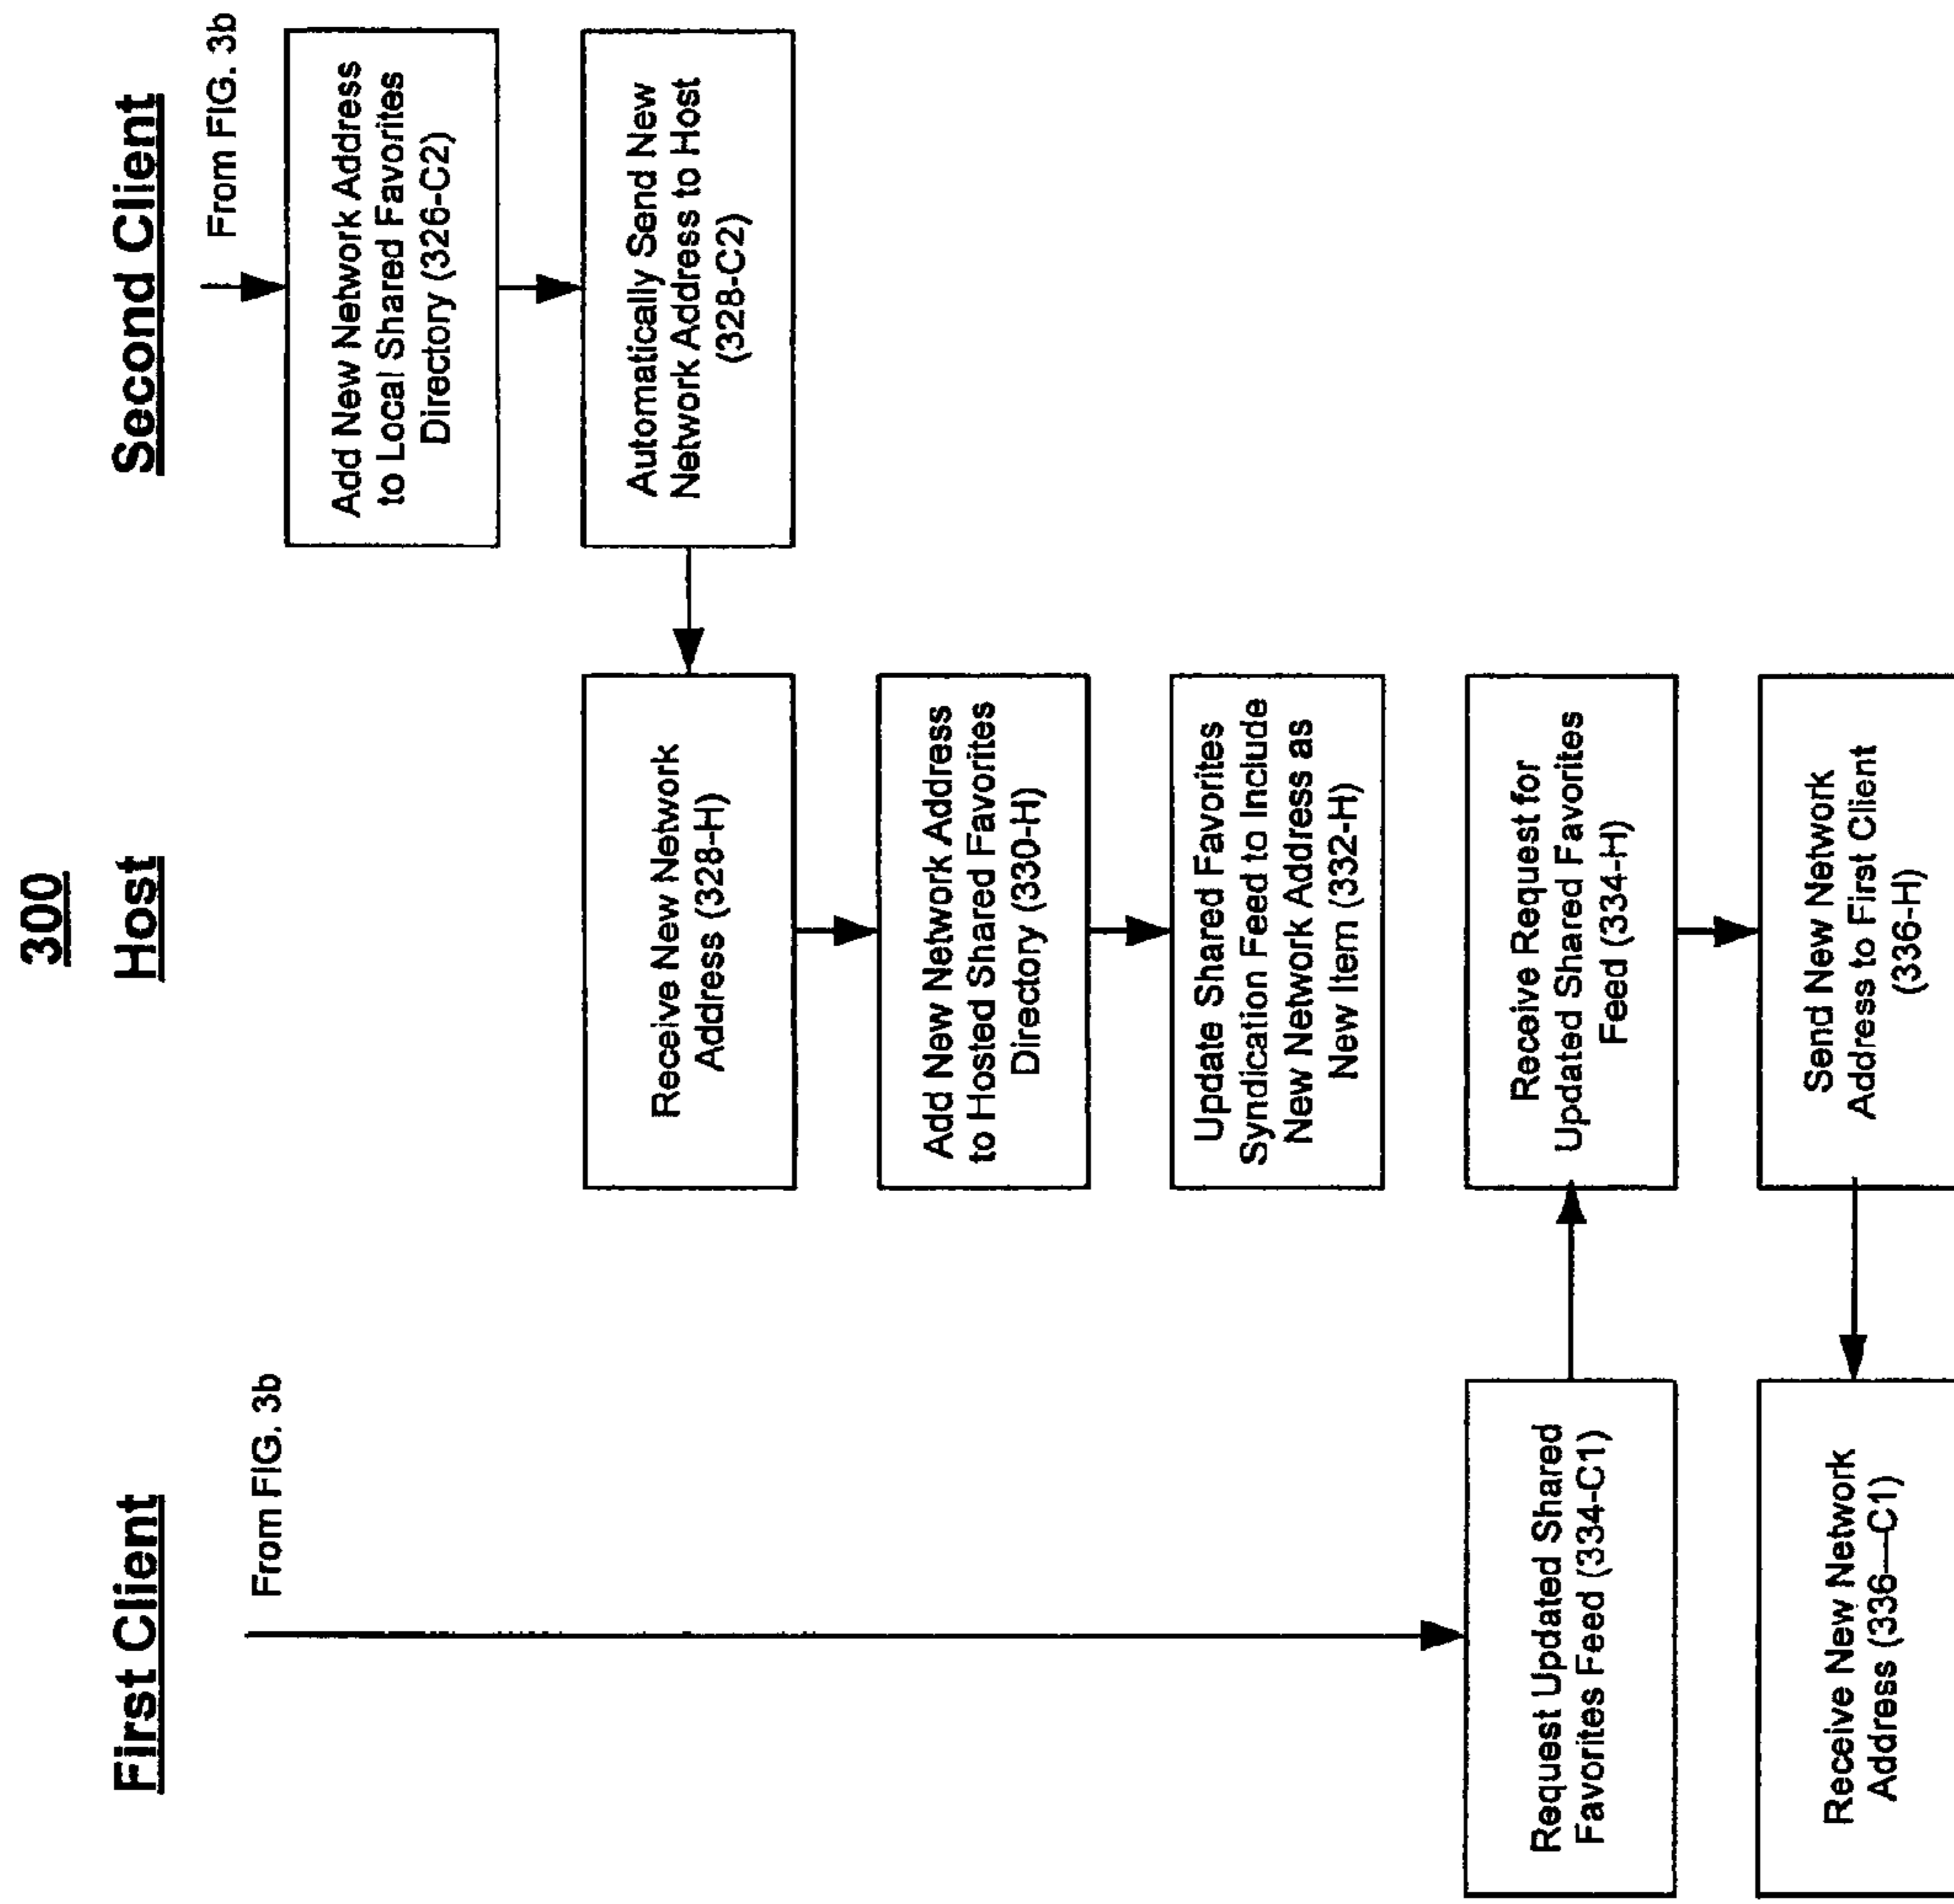 300
First Client
Host
Second Client
From FIG. 3b
From FIG. 3b
Add New Network Address
to Local Shared Favorites
Directory (326-C2)
Automatically Send New
Network Address to Host
(328-C2)
Receive New Network
Address (328-H)
Add New Network Address
to Hosted Shared Favorites
Directory (330-H)
Update Shared Favorites
Syndication Feed to Include
New Network Address as
New Item (332-H)
Request Updated Shared
Favorites Feed (334-C1)
Receive Request for
Updated Shared Favorites
Feed (334-H)
Send New Network
Address to First Client
(336-H)
Receive New Network
Address (336—C1)